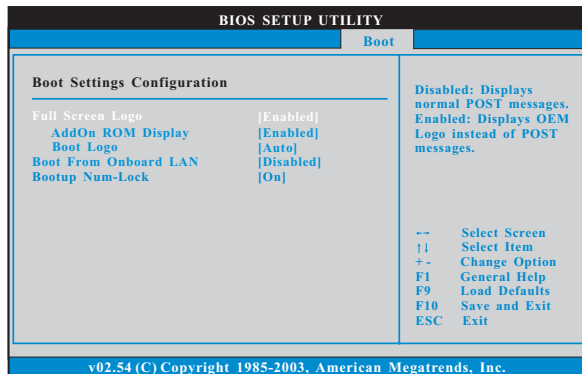 BIOS SETUP UTILITY
Boot
Boot Settings Configuration
Full Screen Logo [Enabled]
AddOn ROM Display [Enabled]
Boot Logo [Auto]
Boot From Onboard LAN [Disabled]
Bootup Num-Lock [On]
Disabled: Displays
normal POST messages.
Enabled: Displays OEM
Logo instead of POST
messages.
←→ Select Screen
↑↓ Select Item
+ - Change Option
F1 General Help
F9 Load Defaults
F10 Save and Exit
ESC Exit
v02.54 (C) Copyright 1985-2003, American Megatrends, Inc.